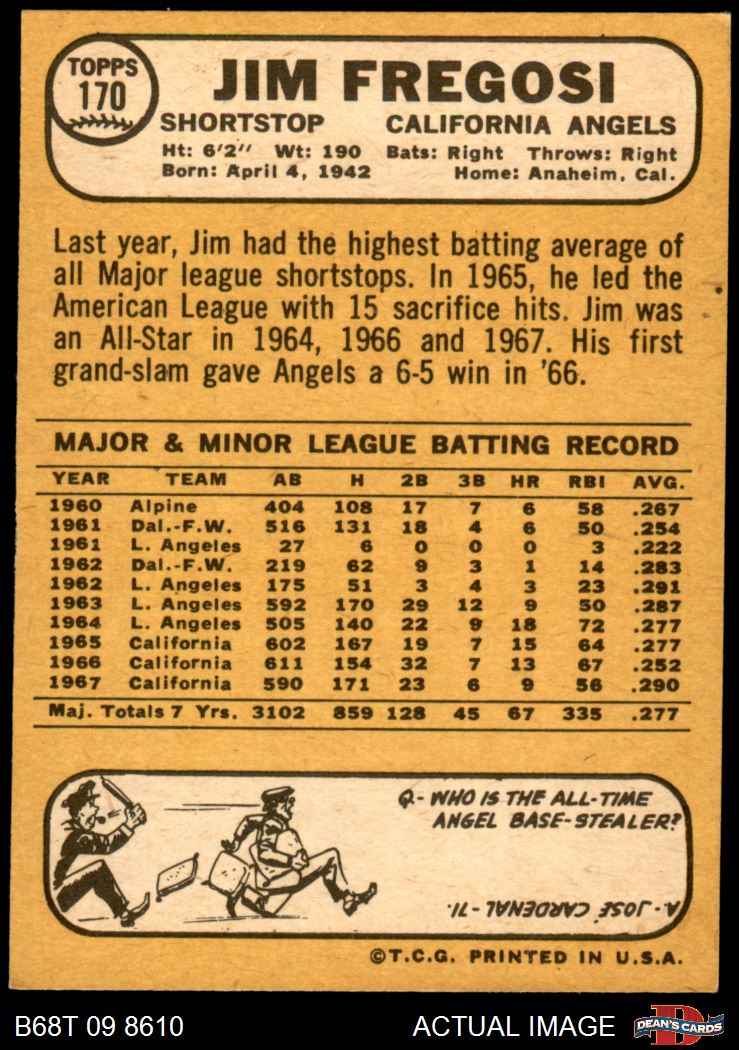 TOPPS
170
JIM FREGOSI
SHORTSTOP CALIFORNIA ANGELS
Ht: 6'2" Wt: 190 Bats: Right Throws: Right
Born: April 4, 1942 Home: Anaheim, Cal.
Last year, Jim had the highest batting average of
all Major league shortstops. In 1965, he led the
American League with 15 sacrifice hits. Jim was
an All-Star in 1964, 1966 and 1967. His first
grand-slam gave Angels a 6-5 win in '66.
MAJOR & MINOR LEAGUE BATTING RECORD
YEAR TEAM AB H 2B 3B HR RBI AVG.
1960 Alpine 404 108 17 7 6 58 .267
1961 Dal.-F.W. 516 131 18 4 6 50 .254
1961 L. Angeles 27 6 0 0 0 3 .222
1962 Dal.-F.W. 219 62 9 3 1 14 .283
1962 L. Angeles 175 51 3 4 3 23 .291
1963 L. Angeles 592 170 29 12 9 50 .287
1964 L. Angeles 505 140 22 9 18 72 .277
1965 California 602 167 19 7 15 64 .277
1966 California 611 154 32 7 13 67 .252
1967 California 590 171 23 6 9 56 .290
Maj. Totals 7 Yrs. 3102 859 128 45 67 335 .277
Q- WHO IS THE ALL-TIME
ANGEL BASE-STEALER?
A- JOSÉ CARDENAL - 71.
©T.C.G. PRINTED IN U.S.A.
B68T 09 8610 ACTUAL IMAGE
D
DEAN'S CARDS